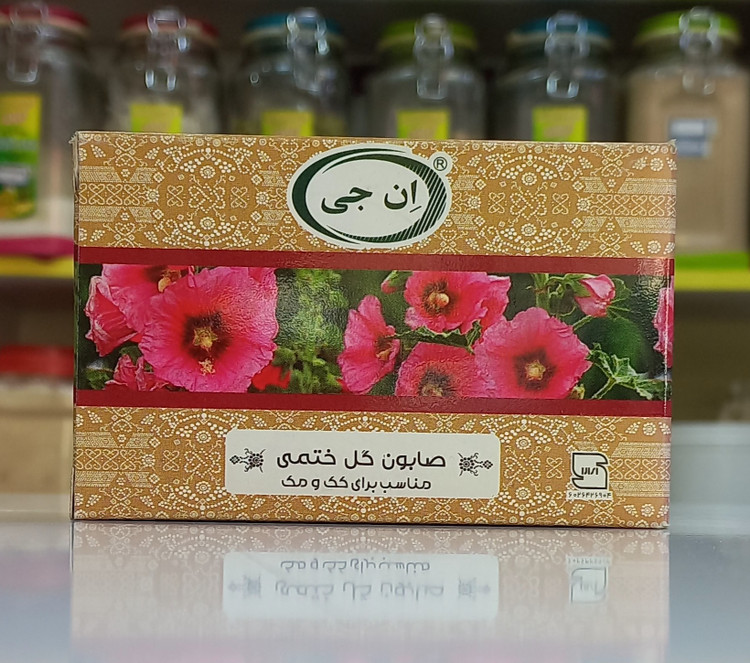 اِن جی
®
صابون گل ختمی
مناسب برای کک و مک